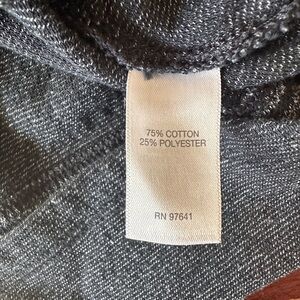 75% COTTON
25% POLYESTER
RN 97641